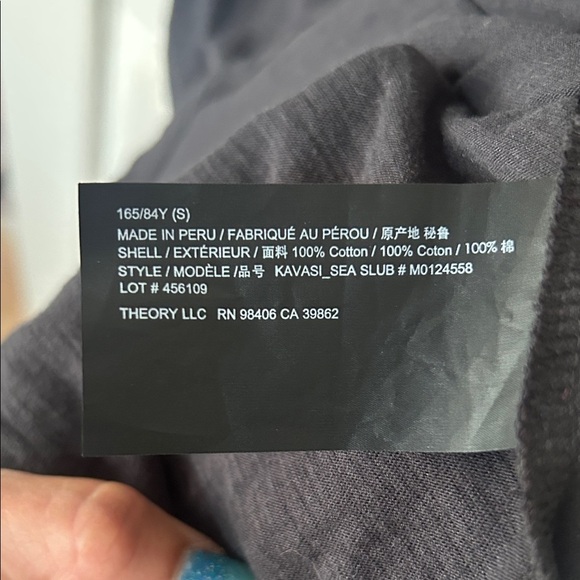 165/84Y (S)
MADE IN PERU / FABRIQUÉ AU PÉROU / 原产地 秘鲁
SHELL / EXTÉRIEUR / 面料 100% Cotton / 100% Coton / 100% 棉
STYLE / MODÈLE /品号 KAVASI_SEA SLUB # M0124558
LOT # 456109
THEORY LLC RN 98406 CA 39862